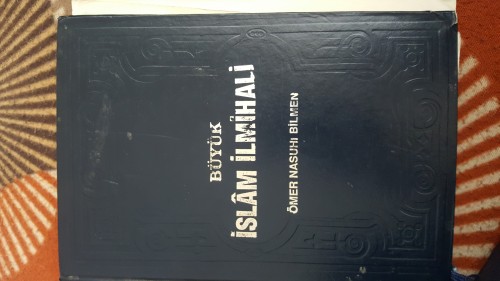 BÜYÜK
İSLÂM İLMİHALİ
ÖMER NASUHİ BİLMEN